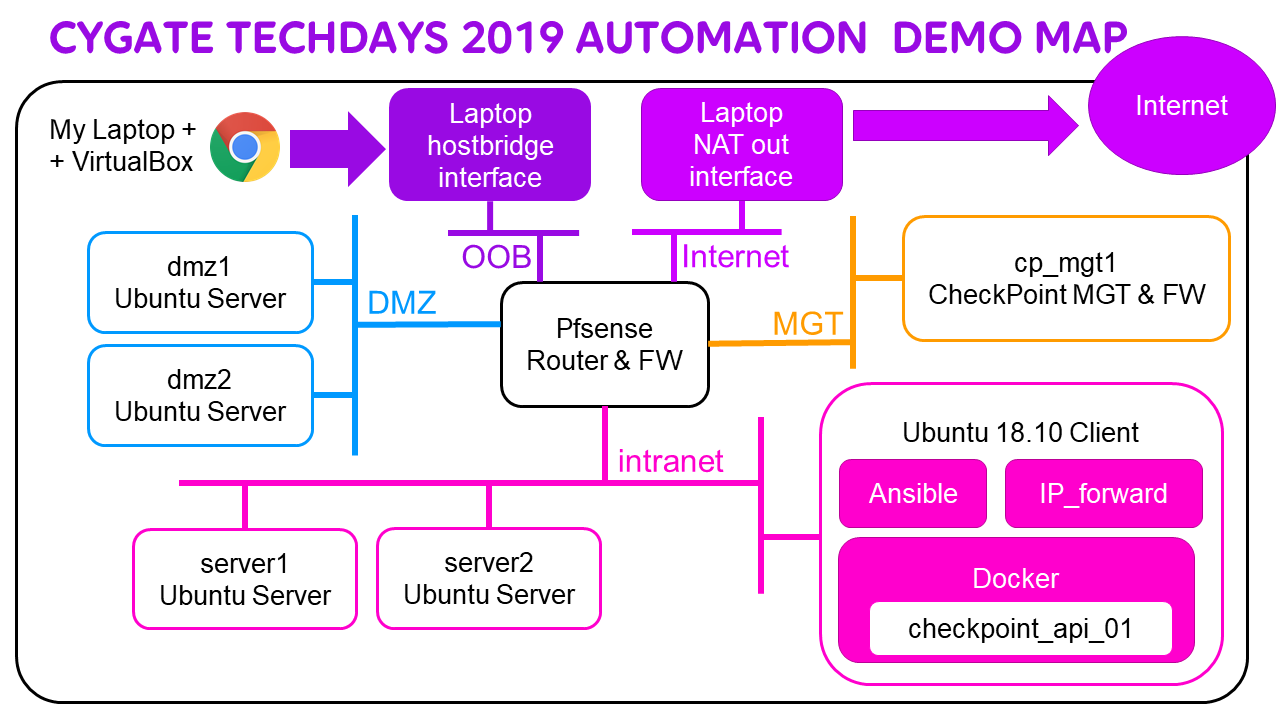 CYGATE TECHDAYS 2019 AUTOMATION DEMO MAP
My Laptop +
+ VirtualBox
Laptop
hostbridge
interface
Laptop
NAT out
interface
Internet
OOB
Internet
dmz1
Ubuntu Server
DMZ
dmz2
Ubuntu Server
Pfsense
Router & FW
MGT
cp_mgt1
CheckPoint MGT & FW
intranet
server1
Ubuntu Server
server2
Ubuntu Server
Ubuntu 18.10 Client
Ansible
IP_forward
Docker
checkpoint_api_01